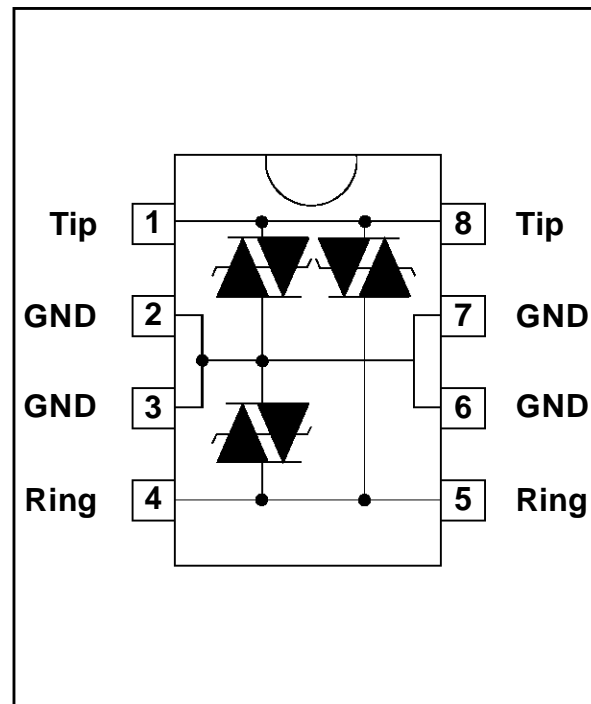 Tip 1 8 Tip
GND 2 7 GND
GND 3 6 GND
Ring 4 5 Ring